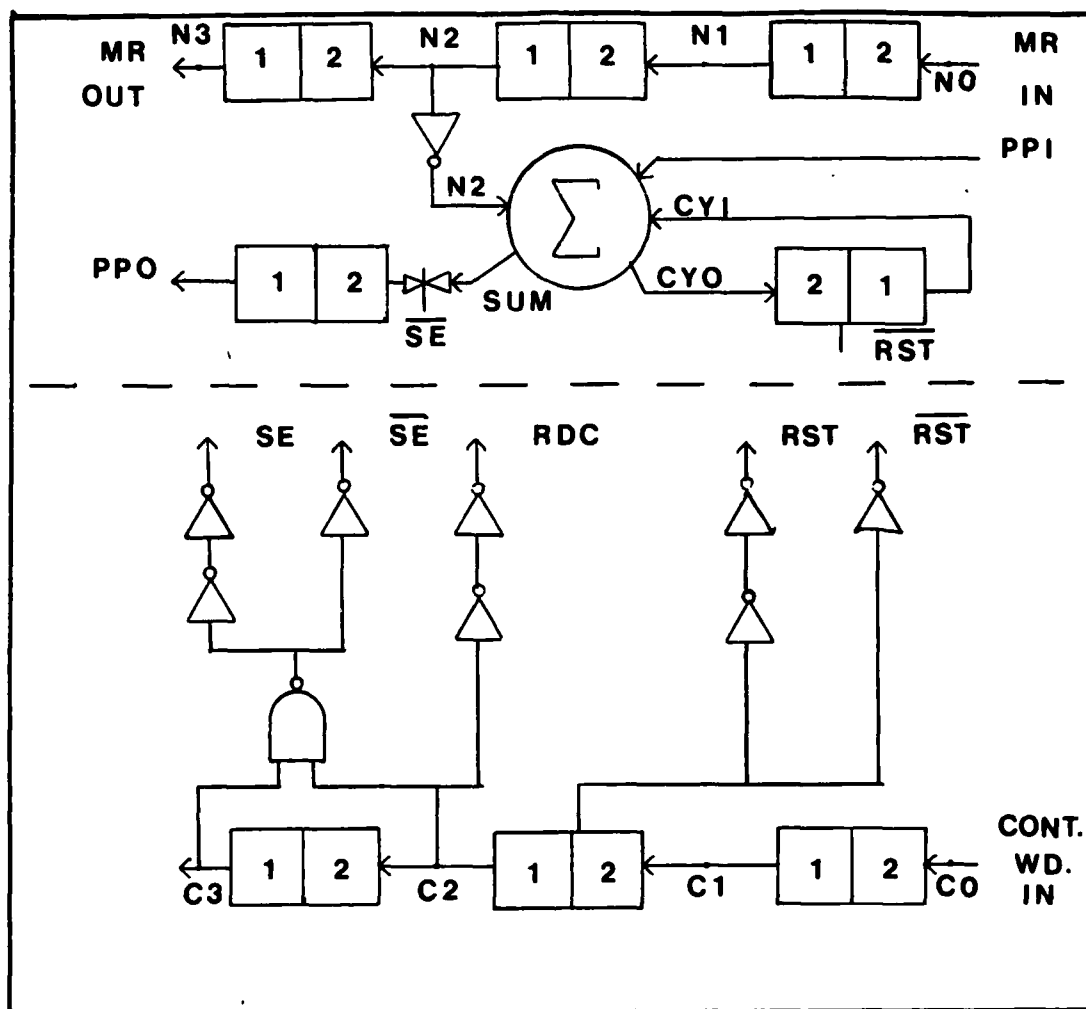 N3 N2 N1 MR
MR 1 2 1 2 1 2
OUT N0 IN
PPI
N2 Σ CYI
PPO 1 2 SUM CYO 2 1
SE RST
SE SE RDC RST RST
CONT.
1 2 1 2 1 2 WD.
C3 C2 C1 C0 IN